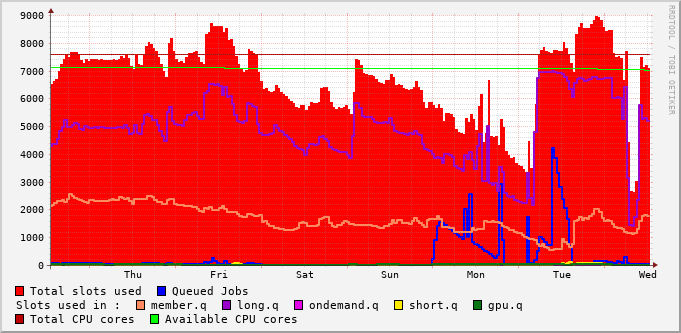 9000
8000
7000
6000
5000
4000
3000
2000
1000
0
Thu Fri Sat Sun Mon Tue Wed
RRDTOOL / TOBI OETIKER
Total slots used Queued Jobs
Slots used in : member.q long.q ondemand.q short.q gpu.q
Total CPU cores Available CPU cores